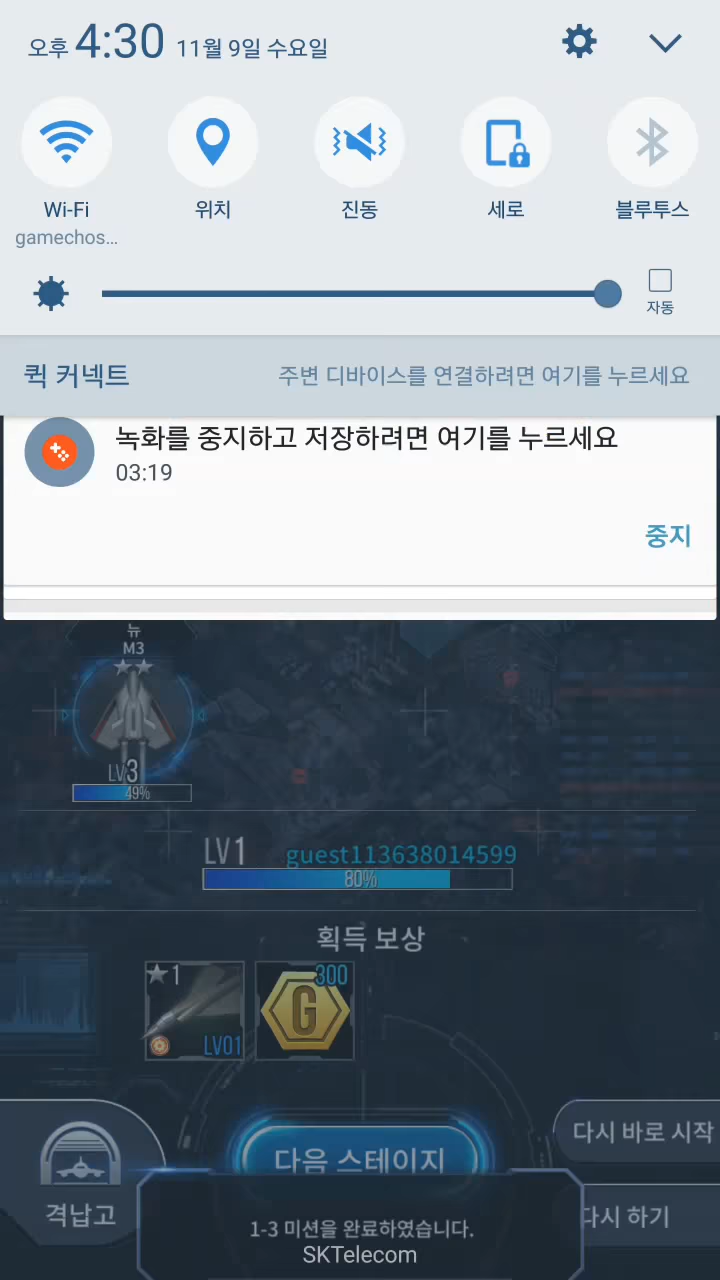 오후 4:30 11월 9일 수요일
Wi-Fi
gamechos...
위치
진동
세로
블루투스
자동
퀵 커넥트
주변 디바이스를 연결하려면 여기를 누르세요
녹화를 중지하고 저장하려면 여기를 누르세요
03:19
중지
뉴
M3
LV3
49%
LV1 guest113638014599
80%
획득 보상
1
LV01
300
G
다시 바로 시작
다음 스테이지
격납고
다시 하기
1-3 미션을 완료하였습니다.
SKTelecom